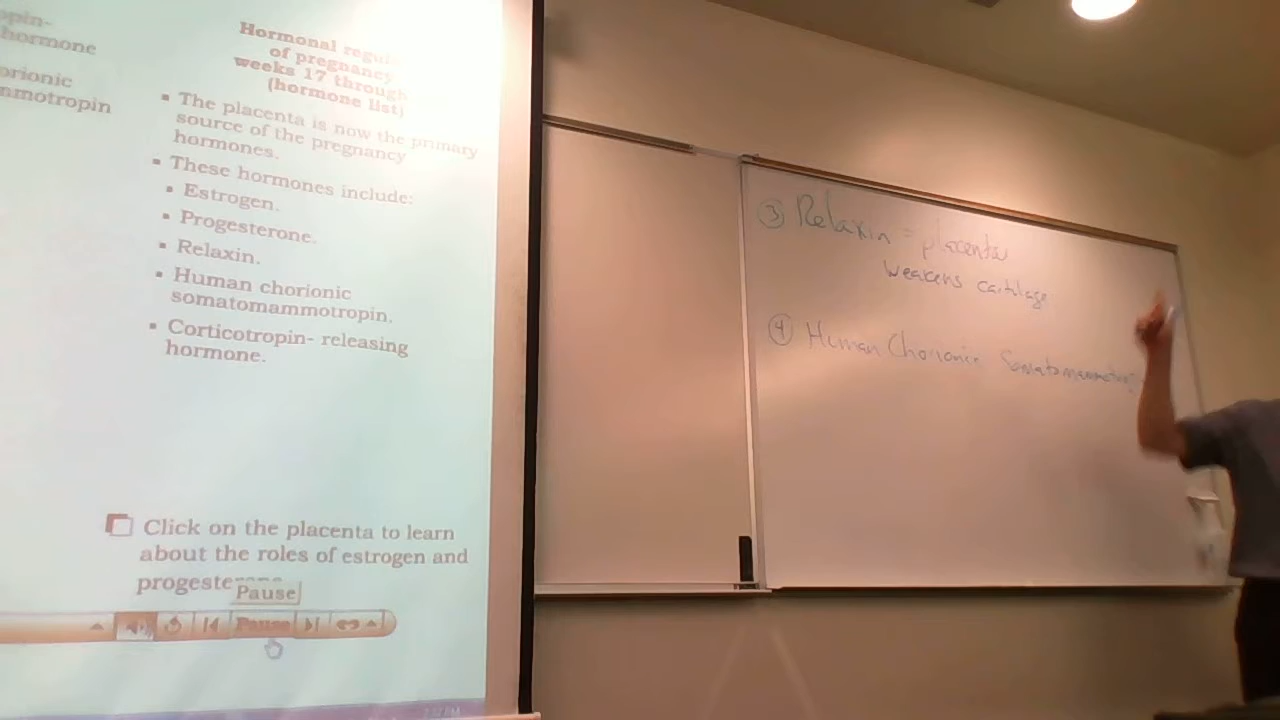 hormone
Hormonal
of pregnancy
weeks 17 through
(hormone list)
▪ The placenta is now the primary
source of the pregnancy
hormones.
▪ These hormones include:
▪ Estrogen.
▪ Progesterone.
▪ Relaxin.
▪ Human chorionic
somatomammotropin.
▪ Corticotropin- releasing
hormone.
Click on the placenta to learn
about the roles of estrogen and
Pause
Pause
③ Relaxin = placenta
weakens cartilage
④ Human Chorionic